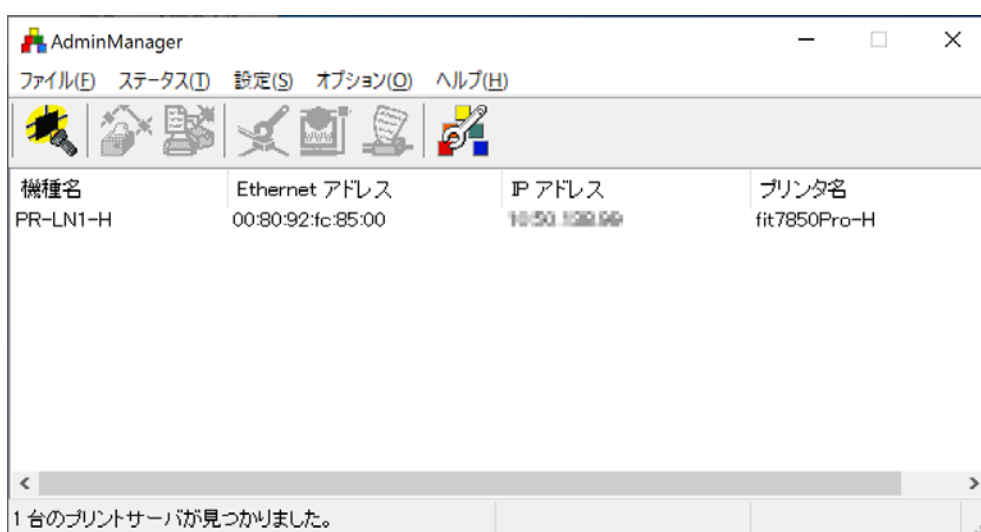 AdminManager
ファイル(F) ステータス(T) 設定(S) オプション(O) ヘルプ(H)
機種名 Ethernet アドレス IP アドレス プリンタ名
PR-LN1-H 00:80:92:fc:85:00 fit7850Pro-H
1 台のプリントサーバが見つかりました。